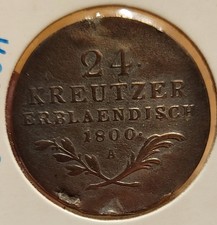 24.
KREUTZER
ERBLAENDISCH
1800.
A